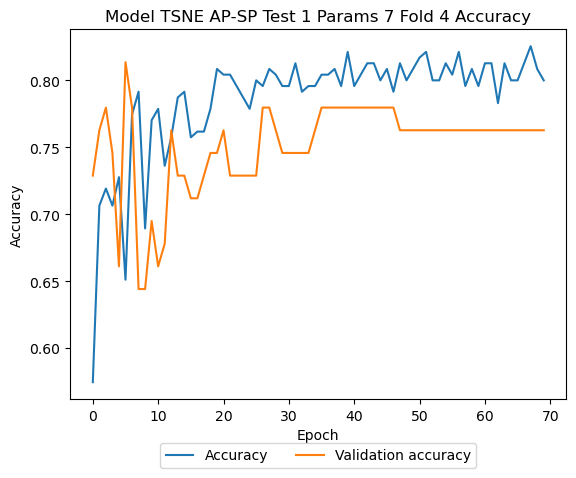 Model TSNE AP-SP Test 1 Params 7 Fold 4 Accuracy
Accuracy
0.80
0.75
0.70
0.65
0.60
0 10 20 30 40 50 60 70
Epoch
Accuracy Validation accuracy